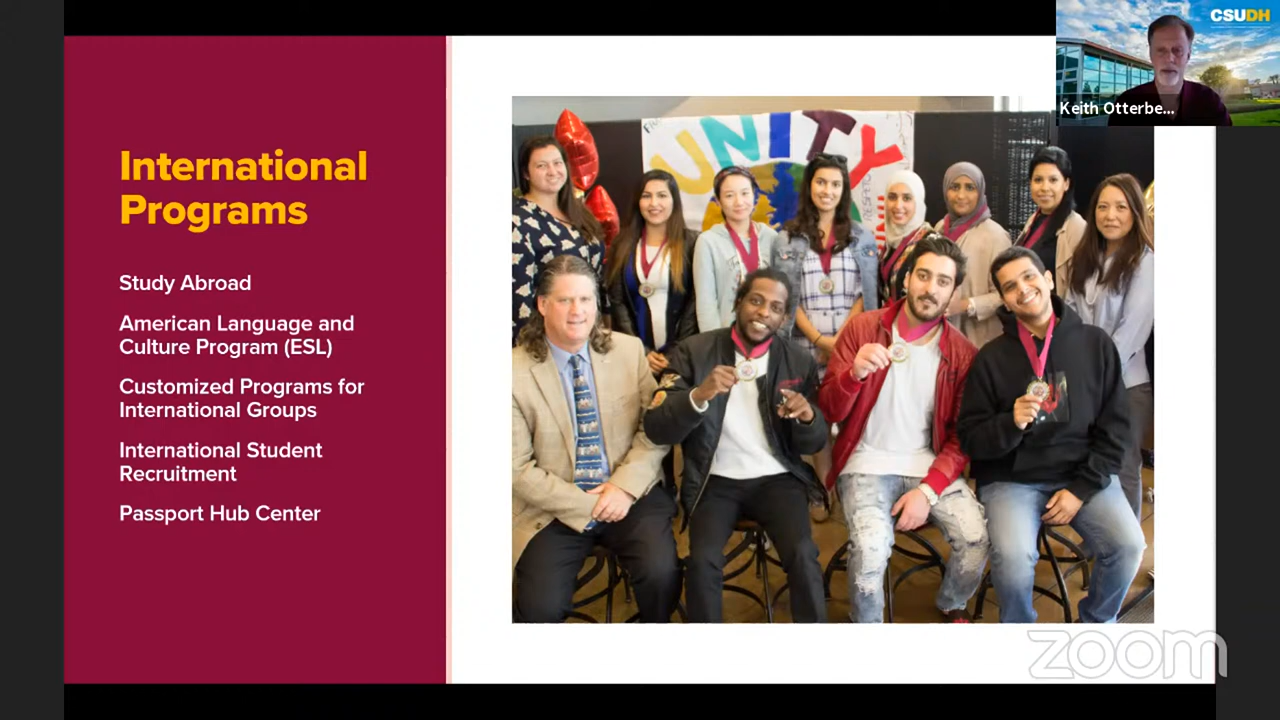 International
Programs
Study Abroad
American Language and
Culture Program (ESL)
Customized Programs for
International Groups
International Student
Recruitment
Passport Hub Center
UNITY
RESPECT
CSUDH
Keith Otterbe...
zoom